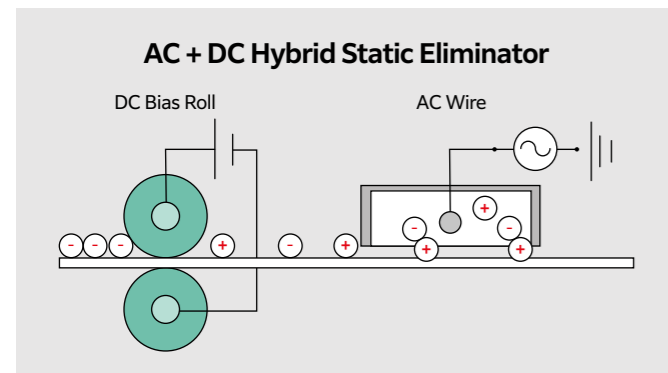 AC + DC Hybrid Static Eliminator
DC Bias Roll
AC Wire
- - - + - + - + - +
+